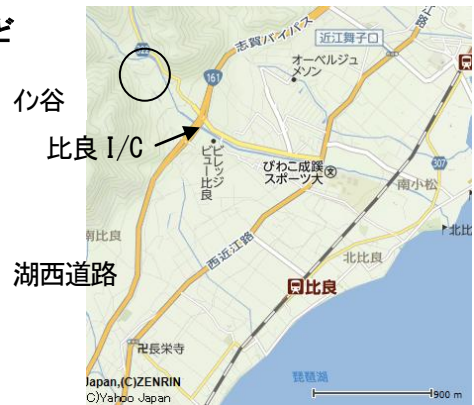 ど
志賀バイパス
近江舞子口
オーベルジュ
メソン
161
イン谷
比良 I/C
ビレッジ
ビュー比良
びわこ成蹊
スポーツ大
307
南小松
北比
南比良
西近江路
北比良
湖西道路
比良
卍長栄寺
琵琶湖
Japan,(C)ZENRIN
C)Yahoo Japan
900 m